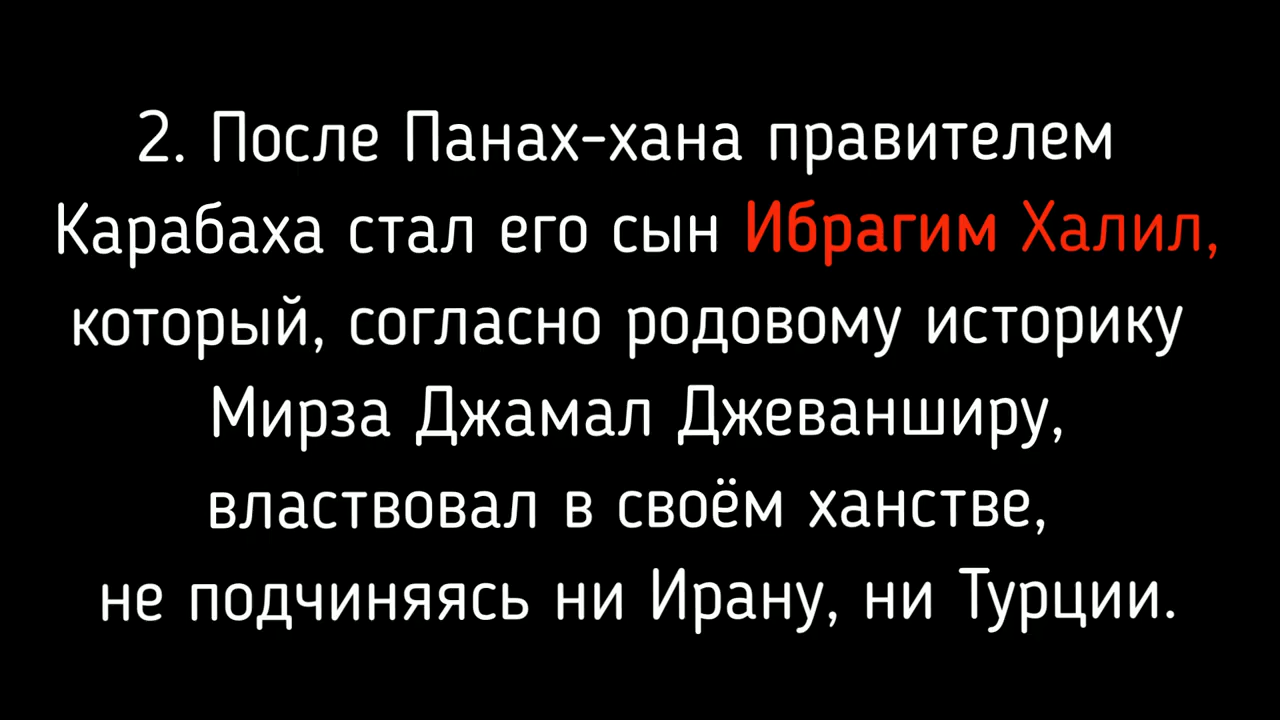 2. После Панах-хана правителем
Карабаха стал его сын Ибрагим Халил,
который, согласно родовому историку
Мирза Джамал Джеванширу,
властвовал в своём ханстве,
не подчиняясь ни Ирану, ни Турции.